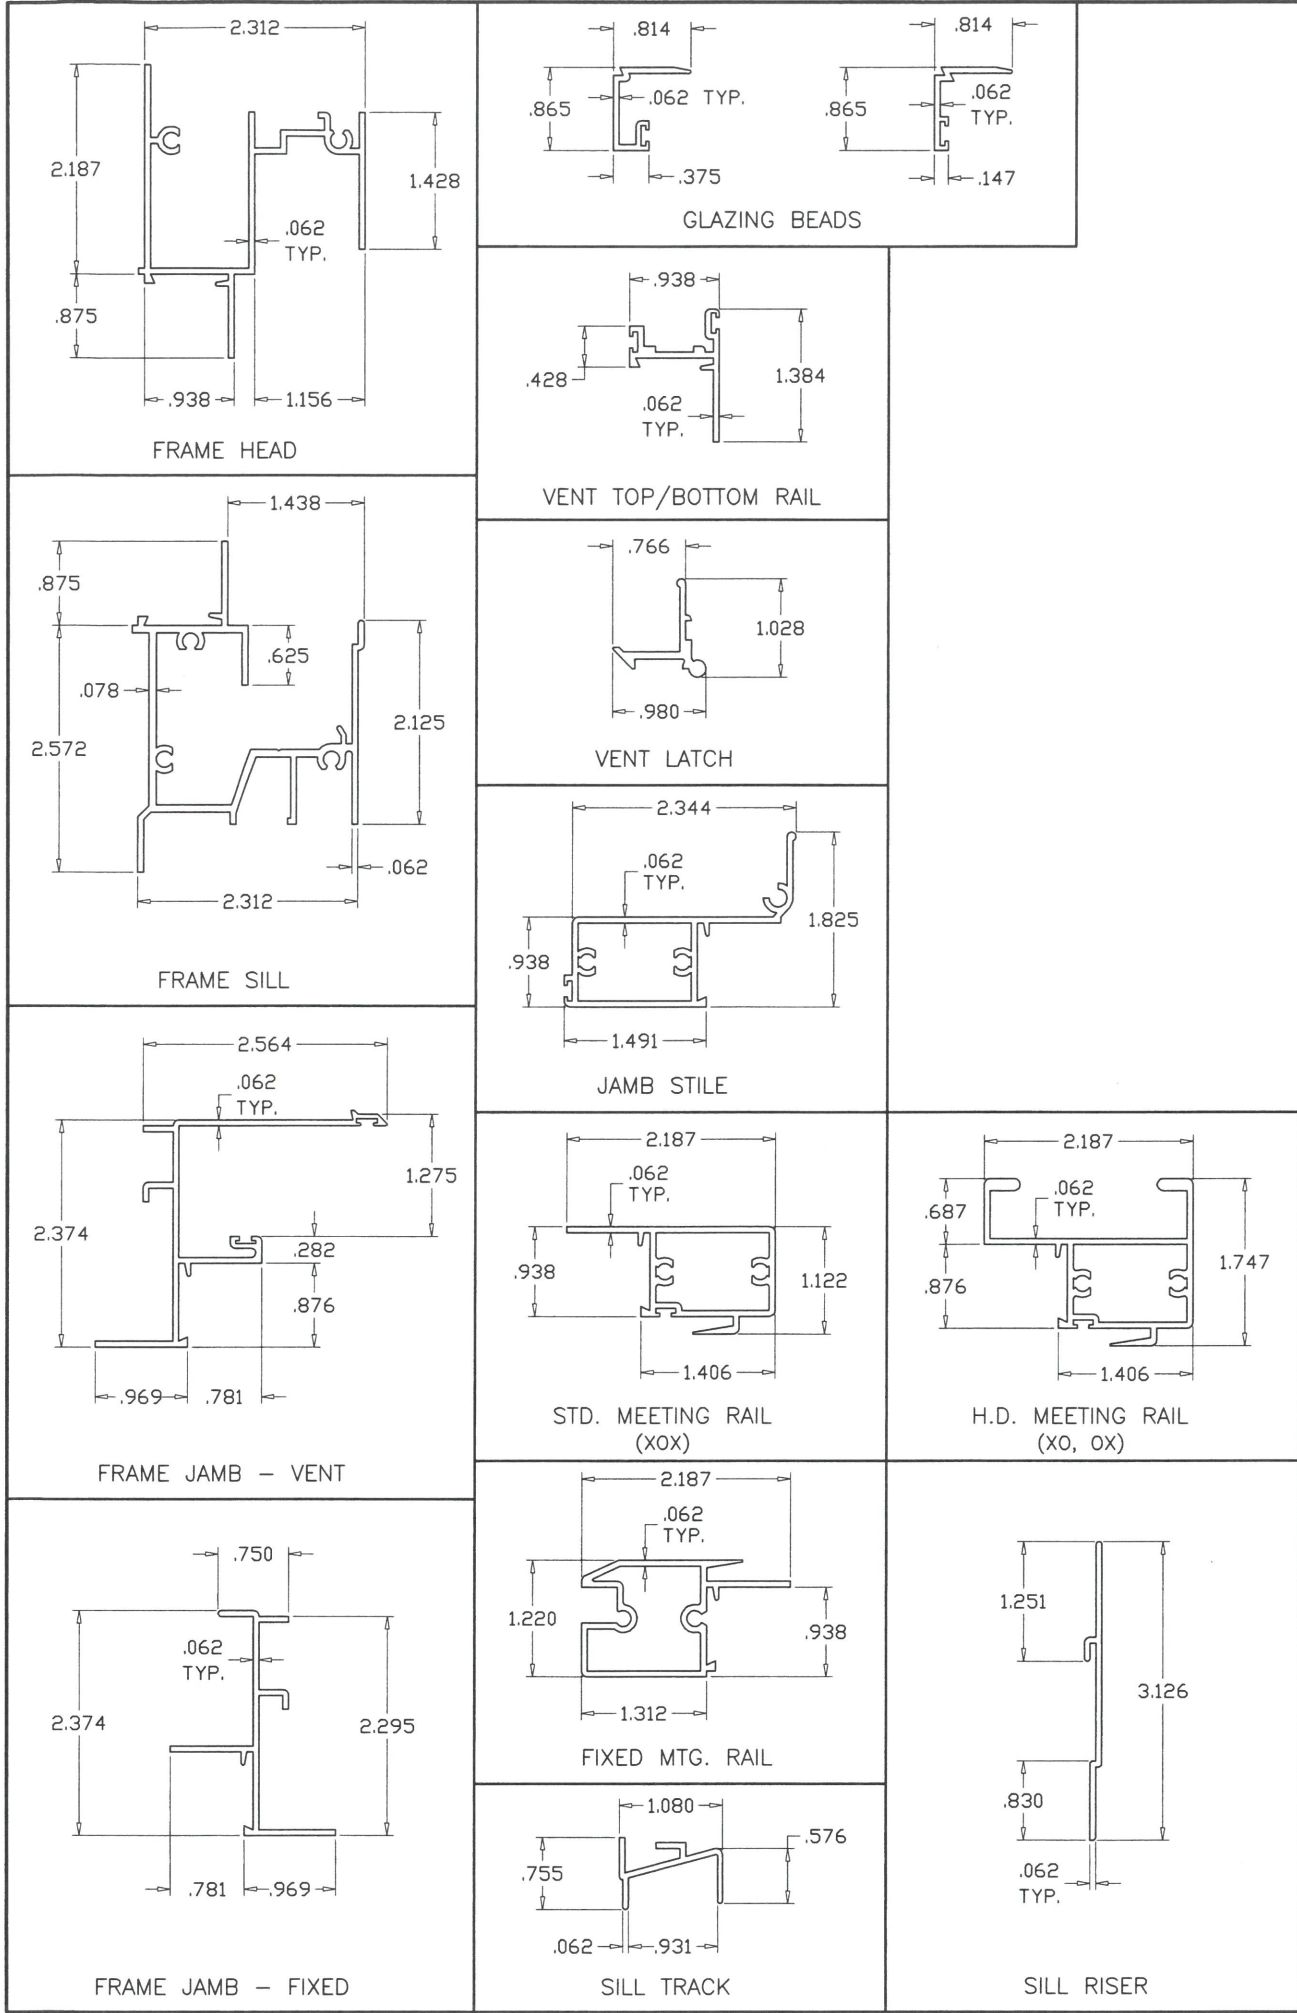 2.312
2.187
1.428
.062
TYP.
.875
.938
1.156
FRAME HEAD
.814
.865
.062 TYP.
.375
.814
.865
.062
TYP.
.147
GLAZING BEADS
.938
.428
1.384
.062
TYP.
VENT TOP/BOTTOM RAIL
1.438
.875
.625
.078
2.572
2.125
.062
2.312
FRAME SILL
.766
1.028
.980
VENT LATCH
2.344
.062
TYP.
1.825
.938
1.491
JAMB STILE
2.564
.062
TYP.
1.275
2.374
.282
.876
.969
.781
FRAME JAMB – VENT
2.187
.062
TYP.
.938
1.122
1.406
STD. MEETING RAIL
(XOX)
2.187
.062
TYP.
.687
1.747
.876
1.406
H.D. MEETING RAIL
(XO, OX)
.750
.062
TYP.
2.374
2.295
.781
.969
FRAME JAMB – FIXED
2.187
.062
TYP.
1.220
.938
1.312
FIXED MTG. RAIL
1.080
.576
.755
.062
.931
SILL TRACK
1.251
3.126
.830
.062
TYP.
SILL RISER